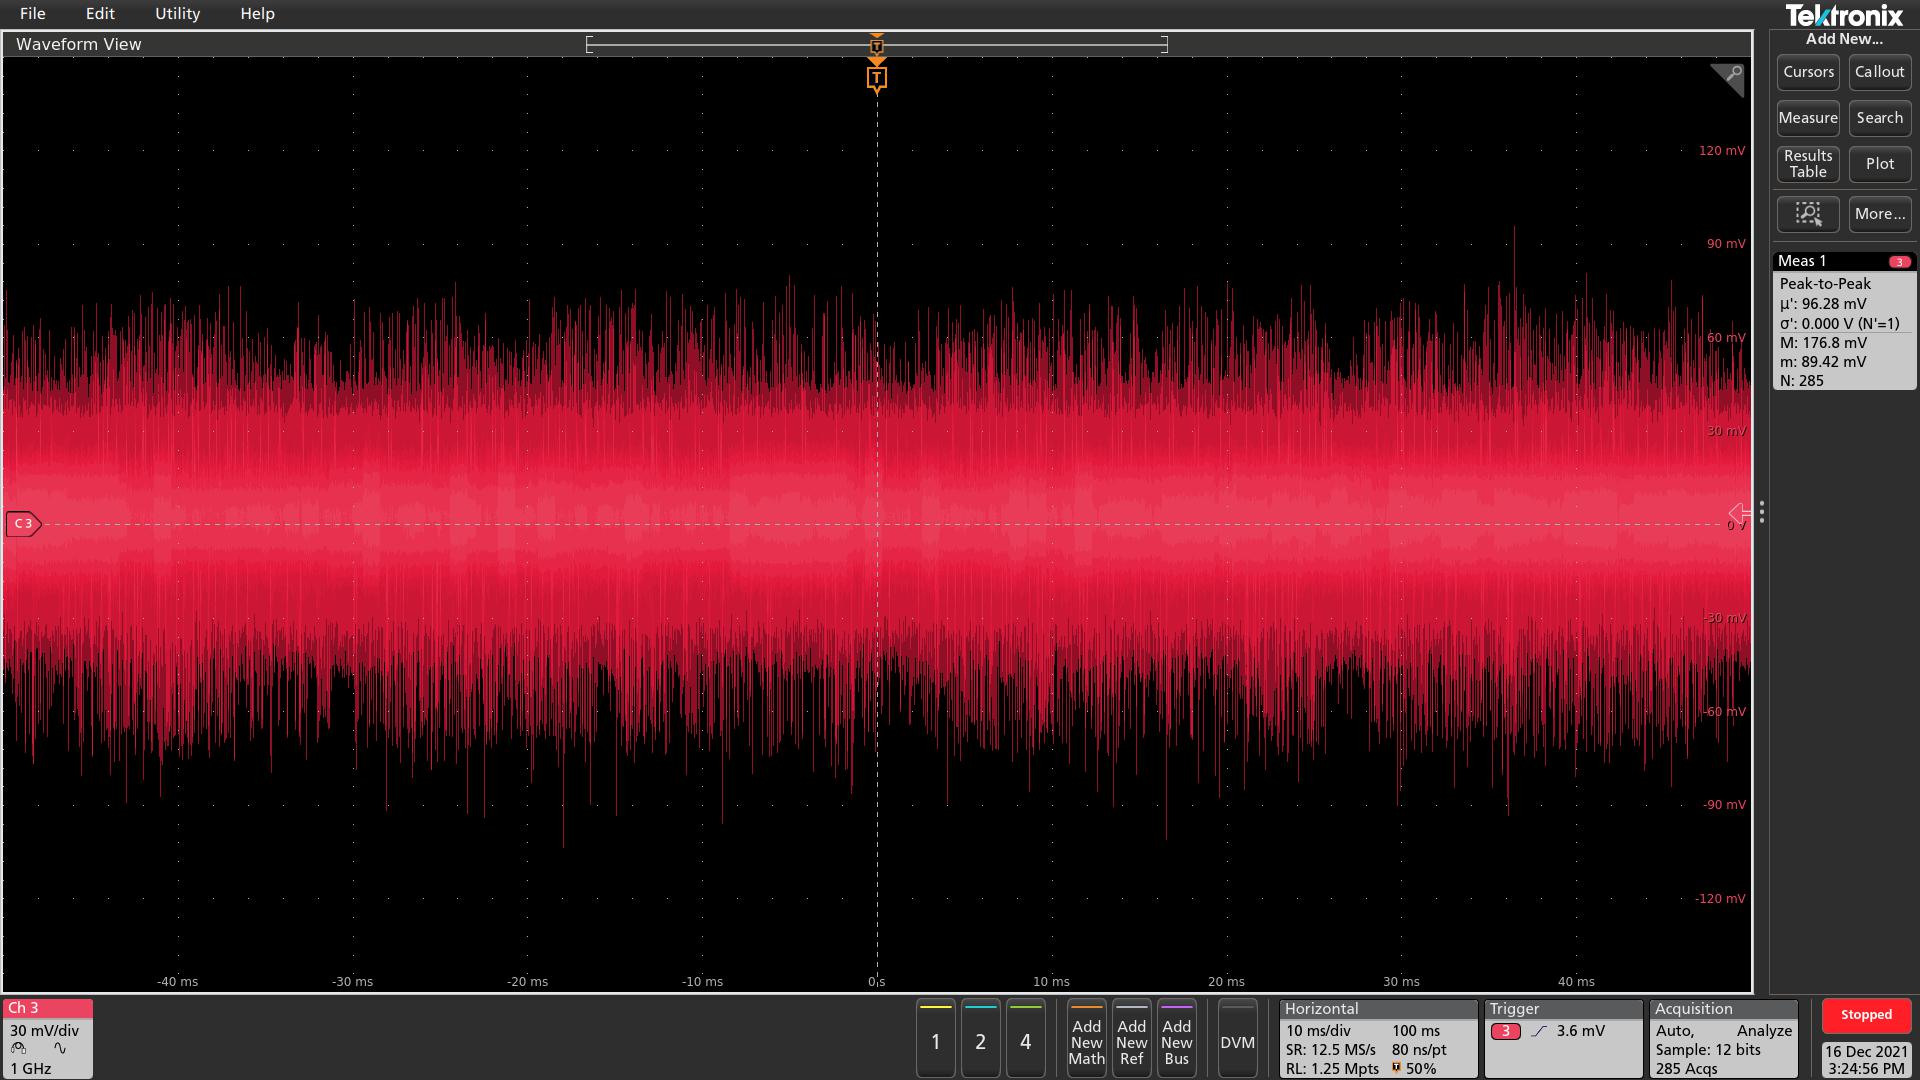 File Edit Utility Help
Tektronix
Waveform View
Add New...
T
T
Cursors Callout
Measure Search
Results Table Plot
More...
120 mV
90 mV
60 mV
30 mV
0 V
-30 mV
-60 mV
-90 mV
-120 mV
C 3
Meas 1 3
Peak-to-Peak
µ': 96.28 mV
σ': 0.000 V (N'=1)
M: 176.8 mV
m: 89.42 mV
N: 285
-40 ms -30 ms -20 ms -10 ms 0 s 10 ms 20 ms 30 ms 40 ms
Ch 3
30 mV/div
1 GHz
1 2 4
Add New Math
Add New Ref
Add New Bus
DVM
Horizontal
10 ms/div 100 ms
SR: 12.5 MS/s 80 ns/pt
RL: 1.25 Mpts T 50%
Trigger
3 3.6 mV
Acquisition
Auto, Analyze
Sample: 12 bits
285 Acqs
Stopped
16 Dec 2021
3:24:56 PM